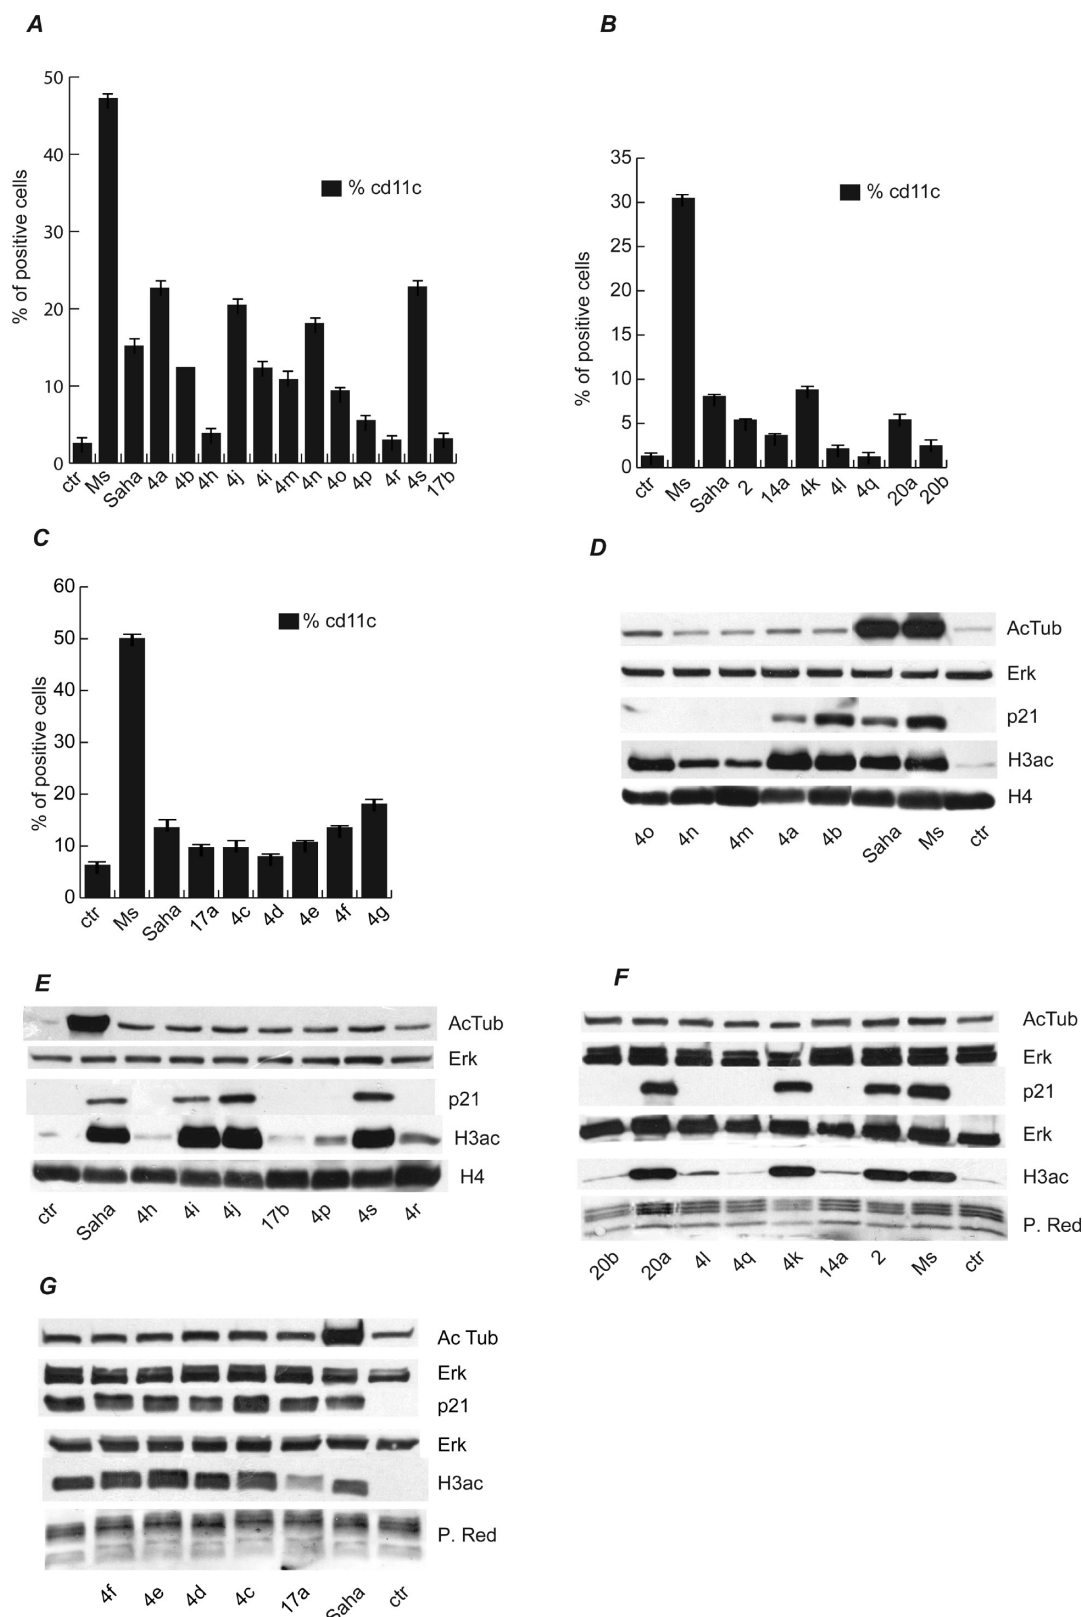 A
50
40
30
20
10
0
% of positive cells
% cd11c
ctr Ms Saha 4a 4b 4h 4j 4i 4m 4n 4o 4p 4r 4s 17b
B
35
30
25
20
15
10
5
0
% of positive cells
% cd11c
ctr Ms Saha 2 14a 4k 4l 4q 20a 20b
C
60
50
40
30
20
10
0
% of positive cells
% cd11c
ctr Ms Saha 17a 4c 4d 4e 4f 4g
D
AcTub
Erk
p21
H3ac
H4
4o 4n 4m 4a 4b Saha Ms ctr
E
AcTub
Erk
p21
H3ac
H4
ctr Saha 4h 4i 4j 17b 4p 4s 4r
F
AcTub
Erk
p21
Erk
H3ac
P. Red
20b 20a 4l 4q 4k 14a 2 Ms ctr
G
Ac Tub
Erk
p21
Erk
H3ac
P. Red
4f 4e 4d 4c 17a Saha ctr